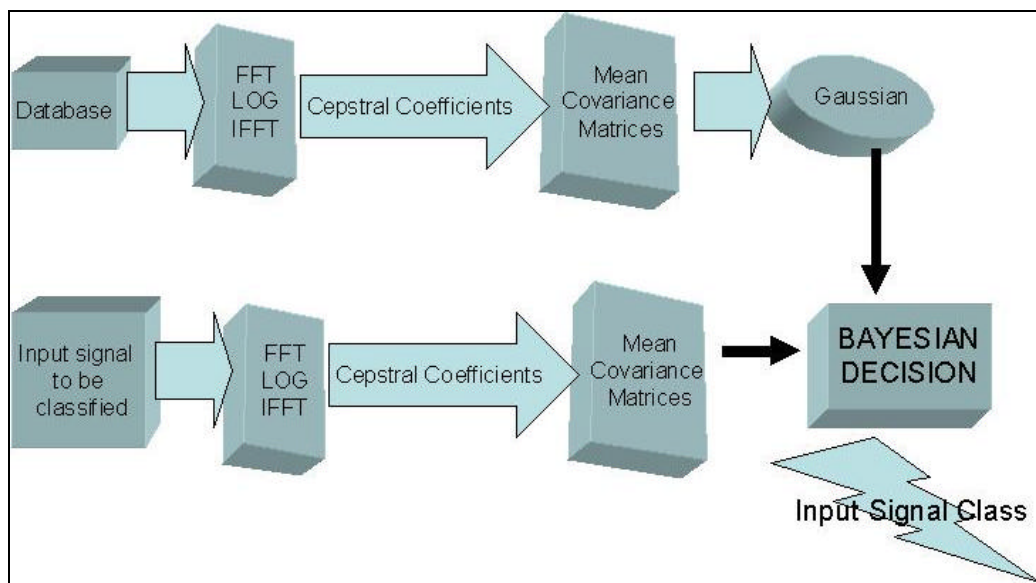 Database
FFT
LOG
IFFT
Cepstral Coefficients
Mean
Covariance
Matrices
Gaussian
Input signal
to be
classified
FFT
LOG
IFFT
Cepstral Coefficients
Mean
Covariance
Matrices
BAYESIAN
DECISION
Input Signal Class